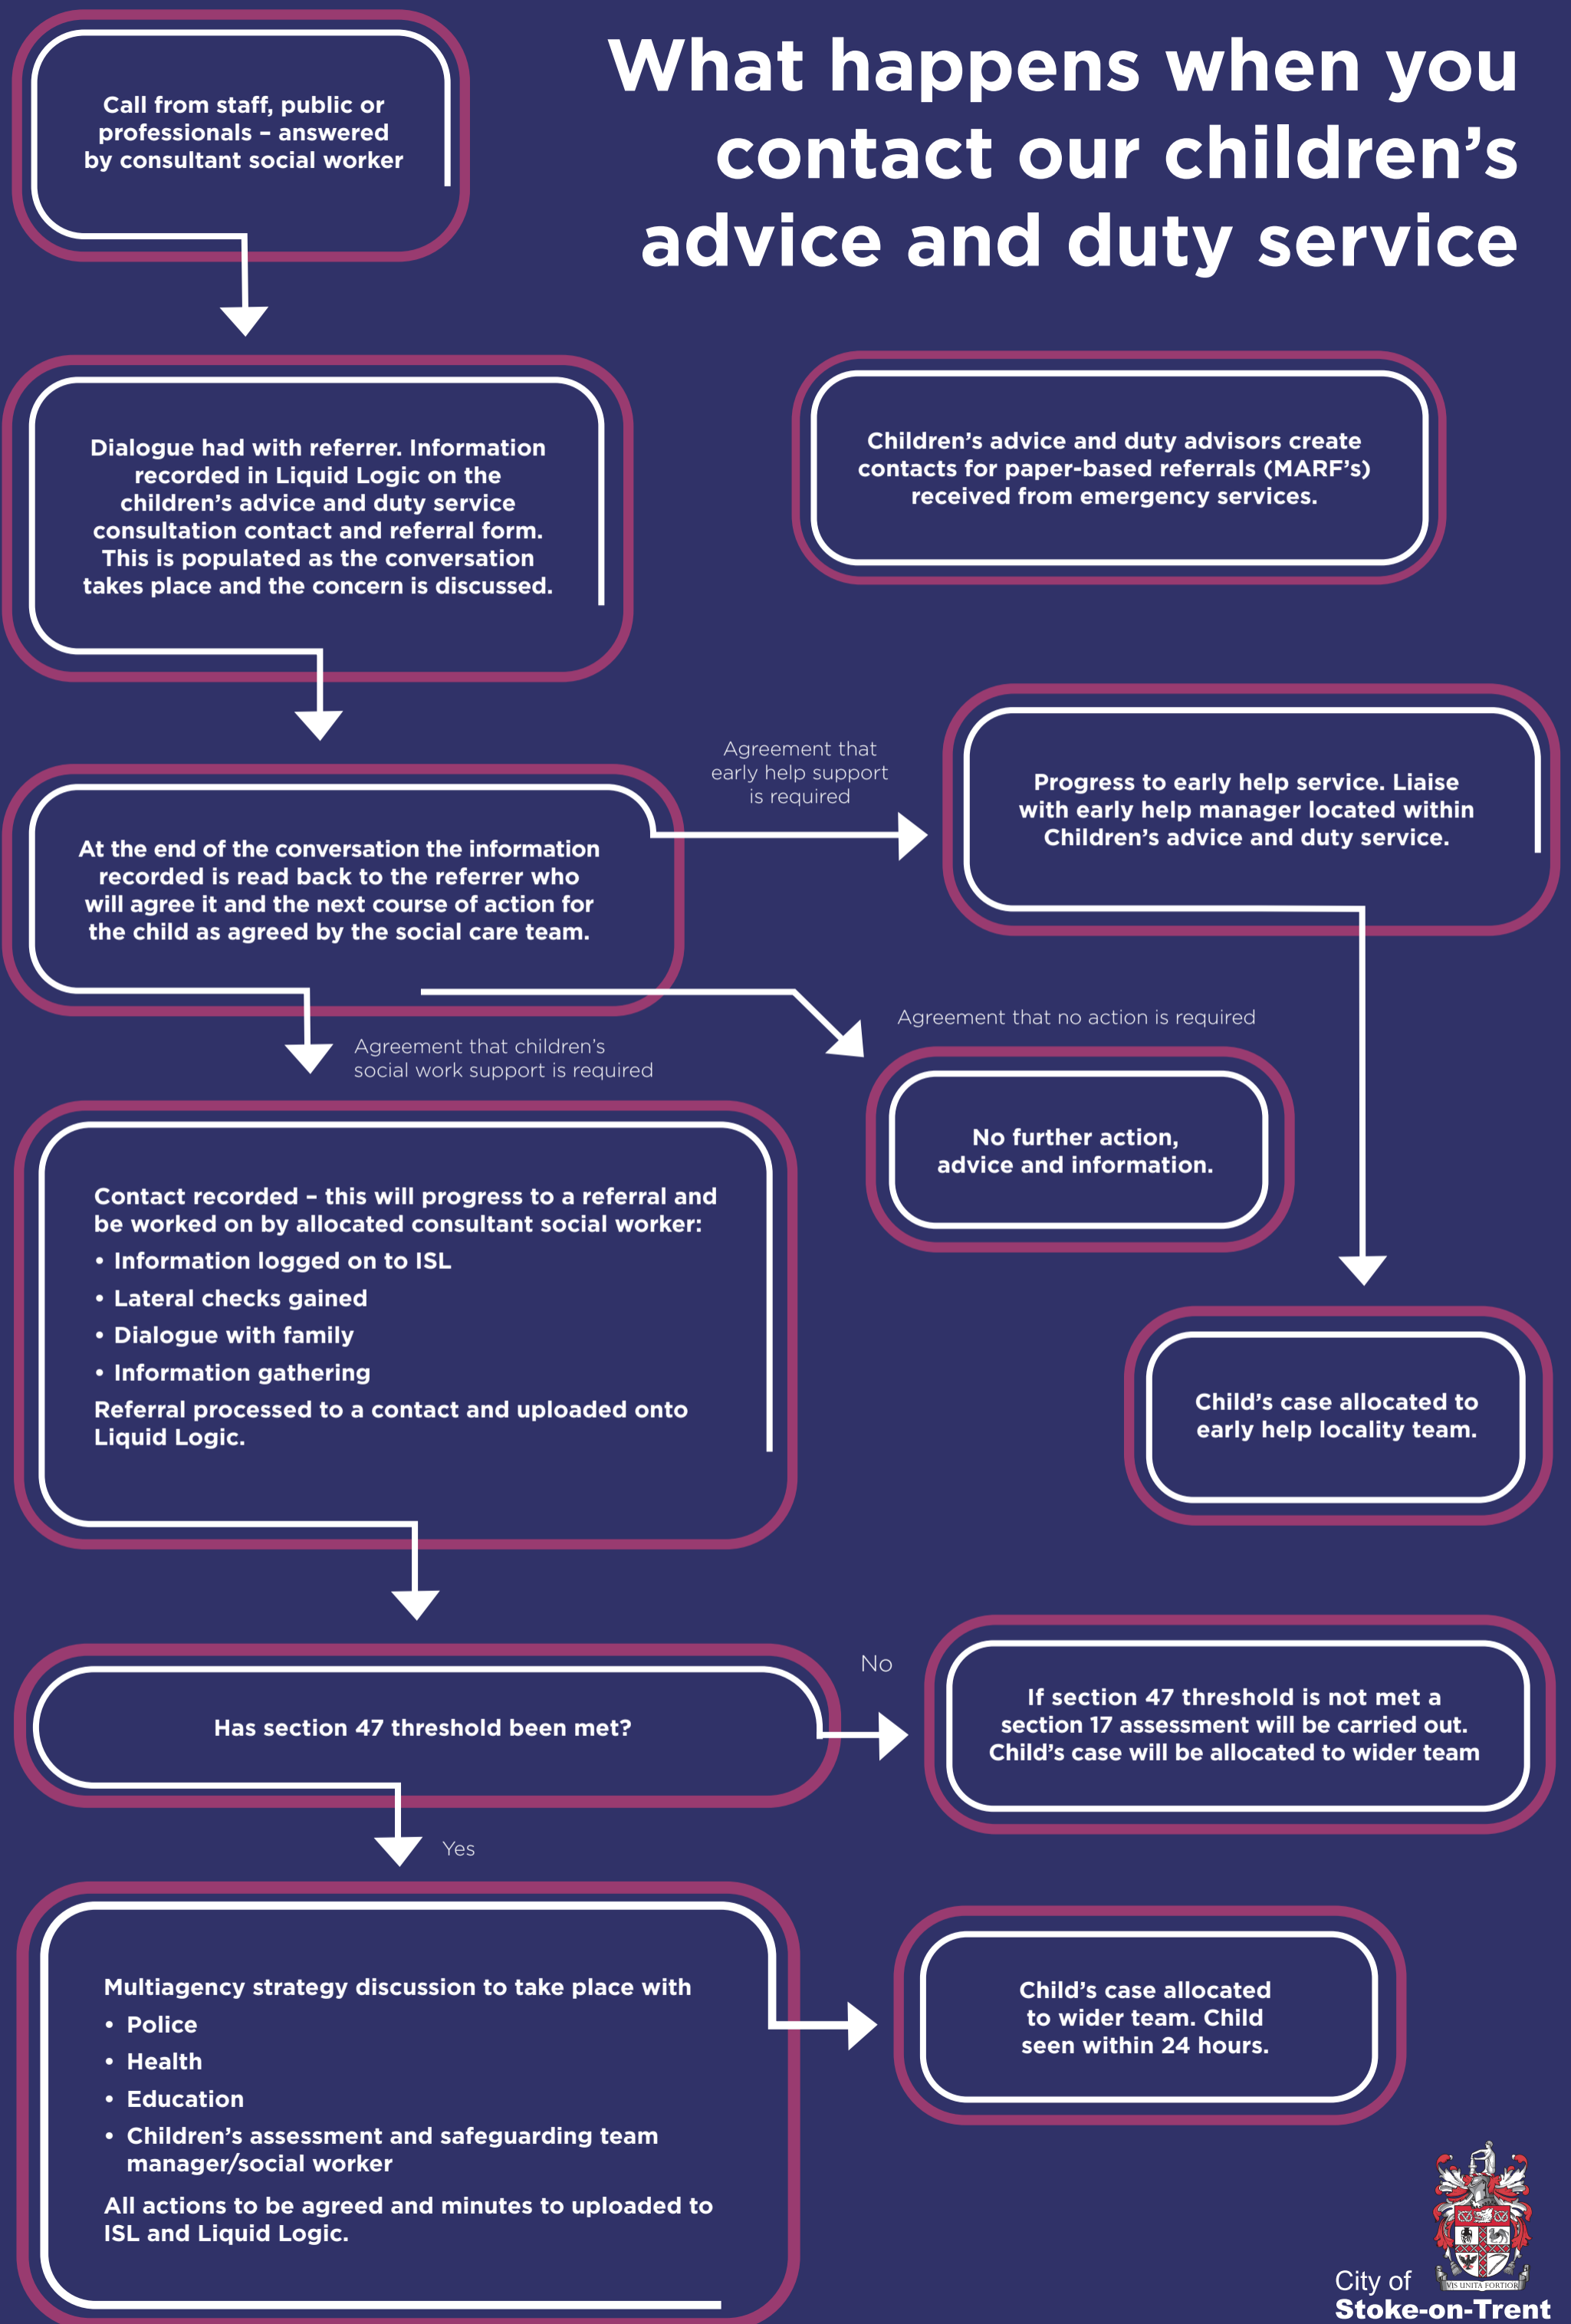 What happens when you
contact our children’s
advice and duty service
Call from staff, public or
professionals – answered
by consultant social worker
Dialogue had with referrer. Information
recorded in Liquid Logic on the
children’s advice and duty service
consultation contact and referral form.
This is populated as the conversation
takes place and the concern is discussed.
Children’s advice and duty advisors create
contacts for paper-based referrals (MARF’s)
received from emergency services.
At the end of the conversation the information
recorded is read back to the referrer who
will agree it and the next course of action for
the child as agreed by the social care team.
Agreement that
early help support
is required
Progress to early help service. Liaise
with early help manager located within
Children’s advice and duty service.
Agreement that no action is required
No further action,
advice and information.
Agreement that children’s
social work support is required
Contact recorded – this will progress to a referral and
be worked on by allocated consultant social worker:
• Information logged on to ISL
• Lateral checks gained
• Dialogue with family
• Information gathering
Referral processed to a contact and uploaded onto
Liquid Logic.
Child’s case allocated to
early help locality team.
Has section 47 threshold been met?
No
If section 47 threshold is not met a
section 17 assessment will be carried out.
Child’s case will be allocated to wider team
Yes
Multiagency strategy discussion to take place with
• Police
• Health
• Education
• Children’s assessment and safeguarding team
manager/social worker
All actions to be agreed and minutes to uploaded to
ISL and Liquid Logic.
Child’s case allocated
to wider team. Child
seen within 24 hours.
VIS UNITA FORTIOR
City of
Stoke-on-Trent